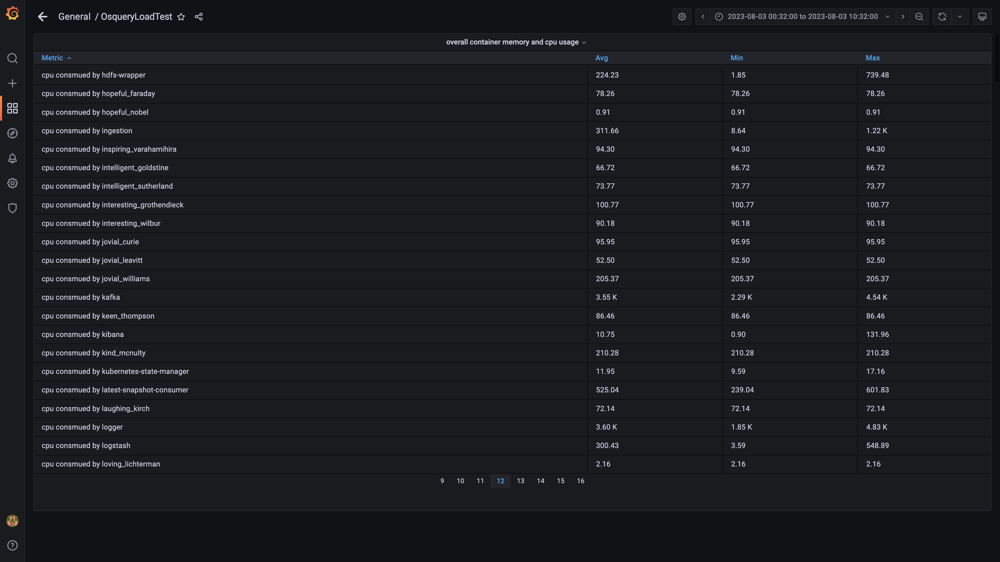 General / OsqueryLoadTest
2023-08-03 00:32:00 to 2023-08-03 10:32:00
overall container memory and cpu usage
Metric Avg Min Max
cpu consmued by hdfs-wrapper 224.23 1.85 739.48
cpu consmued by hopeful_faraday 78.26 78.26 78.26
cpu consmued by hopeful_nobel 0.91 0.91 0.91
cpu consmued by ingestion 311.66 8.64 1.22 K
cpu consmued by inspiring_varahamihira 94.30 94.30 94.30
cpu consmued by intelligent_goldstine 66.72 66.72 66.72
cpu consmued by intelligent_sutherland 73.77 73.77 73.77
cpu consmued by interesting_grothendieck 100.77 100.77 100.77
cpu consmued by interesting_wilbur 90.18 90.18 90.18
cpu consmued by jovial_curie 95.95 95.95 95.95
cpu consmued by jovial_leavitt 52.50 52.50 52.50
cpu consmued by jovial_williams 205.37 205.37 205.37
cpu consmued by kafka 3.55 K 2.29 K 4.54 K
cpu consmued by keen_thompson 86.46 86.46 86.46
cpu consmued by kibana 10.75 0.90 131.96
cpu consmued by kind_mcnulty 210.28 210.28 210.28
cpu consmued by kubernetes-state-manager 11.95 9.59 17.16
cpu consmued by latest-snapshot-consumer 525.04 239.04 601.83
cpu consmued by laughing_kirch 72.14 72.14 72.14
cpu consmued by logger 3.60 K 1.85 K 4.83 K
cpu consmued by logstash 300.43 3.59 548.89
cpu consmued by loving_lichterman 2.16 2.16 2.16
9 10 11 12 13 14 15 16